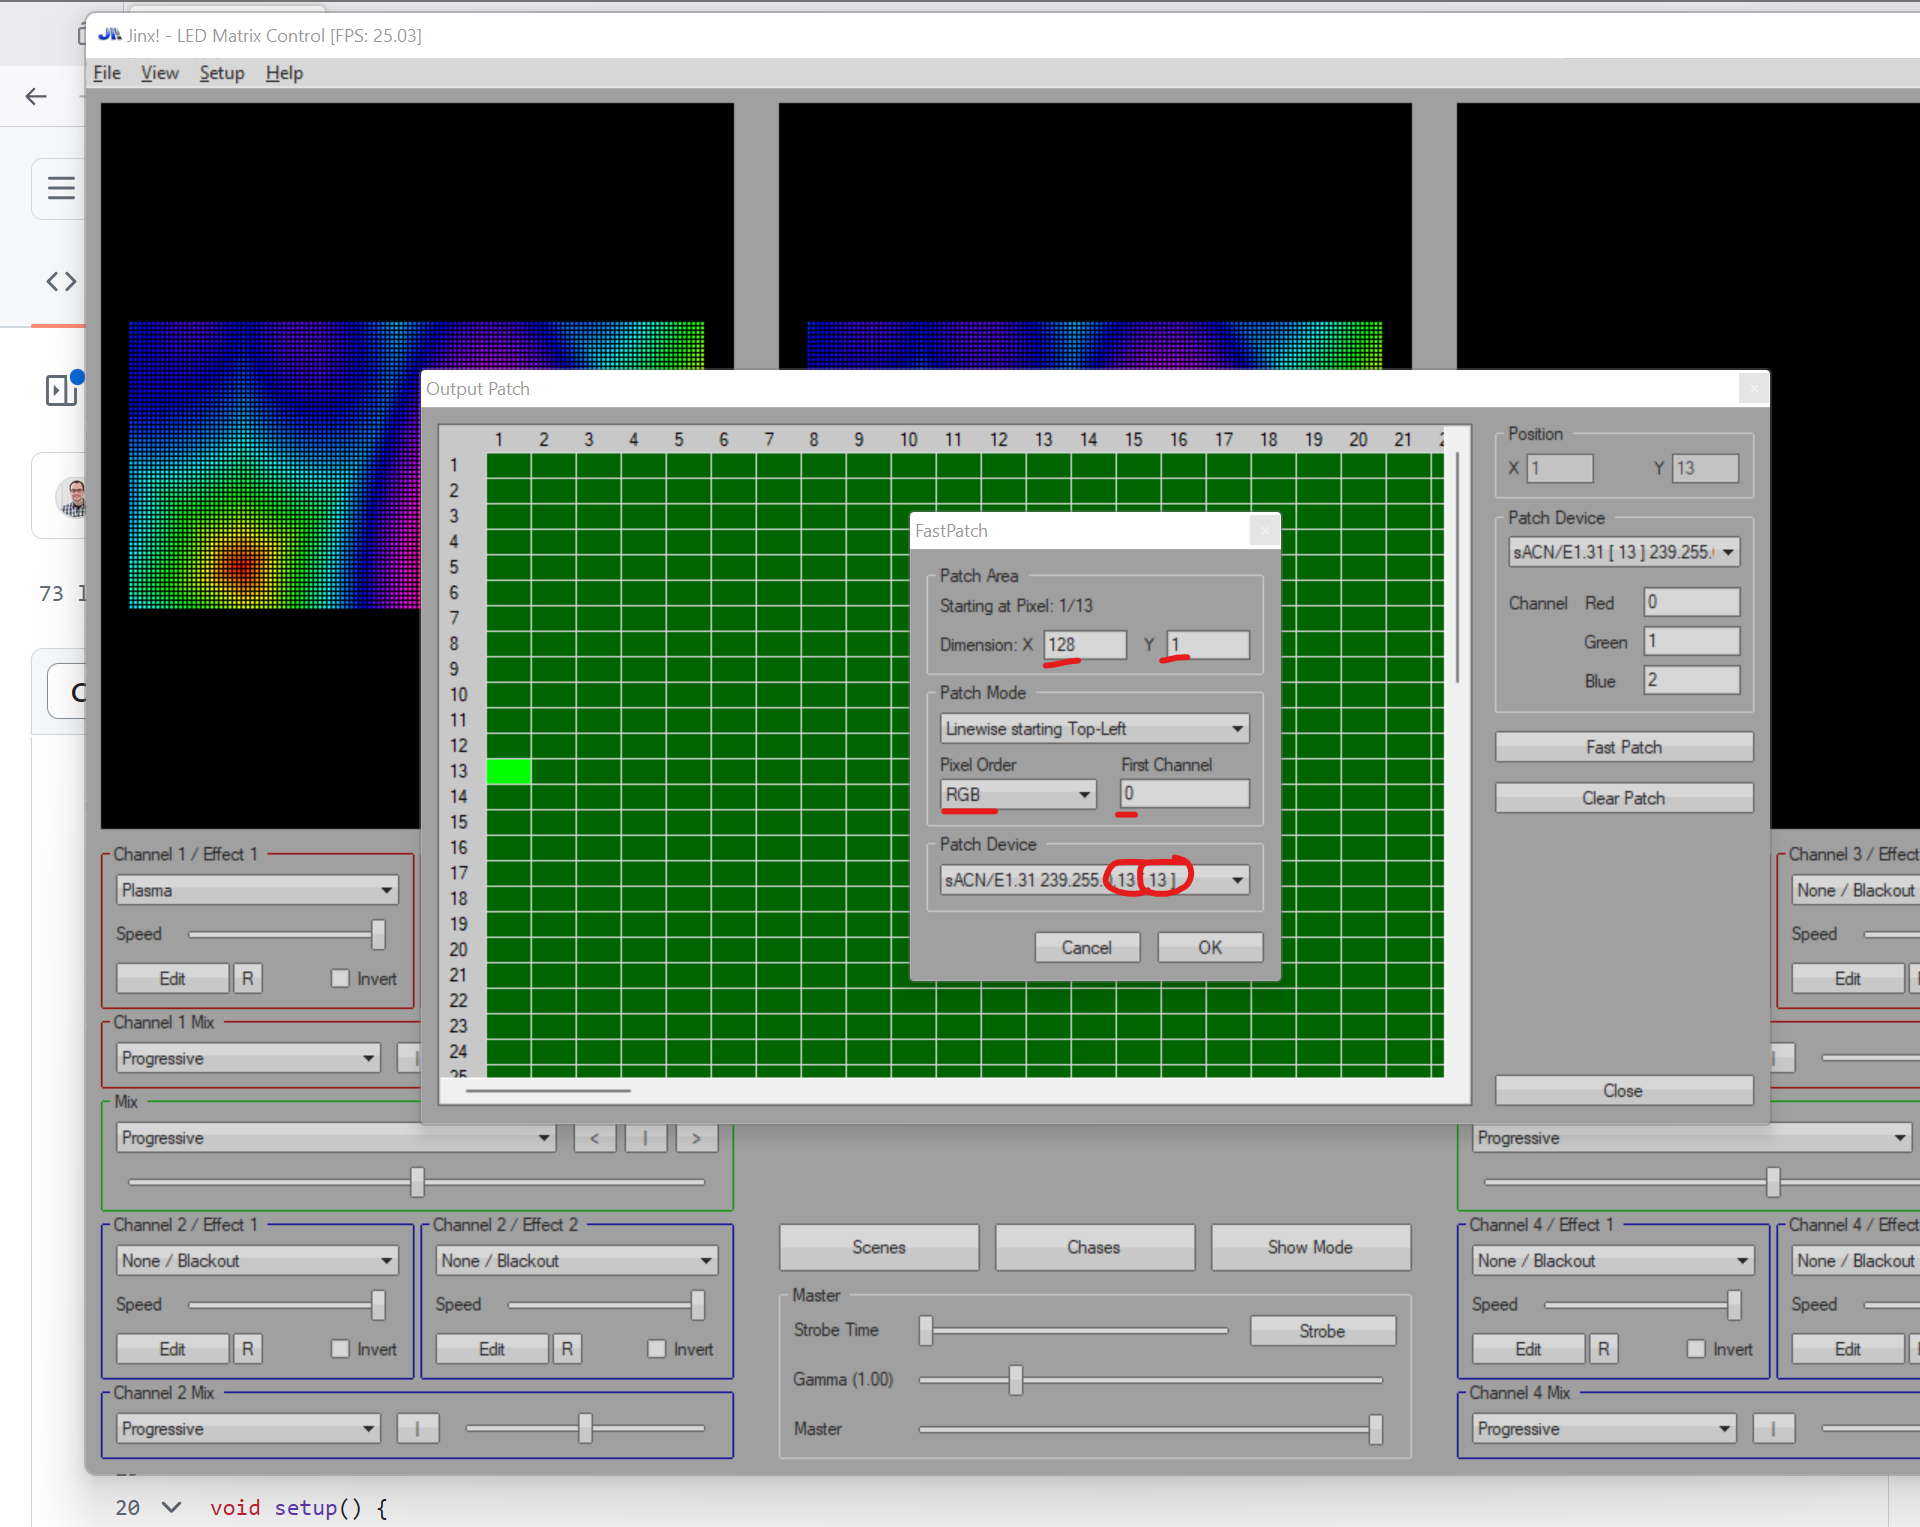 Jinx! - LED Matrix Control [FPS: 25.03]
File View Setup Help
Output Patch
1 2 3 4 5 6 7 8 9 10 11 12 13 14 15 16 17 18 19 20 21
1
2
3
4
5
6
7
8
9
10
11
12
13
14
15
16
17
18
19
20
21
22
23
24
25
Position
X 1 Y 13
Patch Device
sACN/E1.31 [ 13 ] 239.255.
Channel Red 0
Green 1
Blue 2
Fast Patch
Clear Patch
Close
FastPatch
Patch Area
Starting at Pixel: 1/13
Dimension: X 128 Y 1
Patch Mode
Linewise starting Top-Left
Pixel Order First Channel
RGB 0
Patch Device
sACN/E1.31 239.255. .13 [ 13 ]
Cancel OK
73
Channel 1 / Effect 1
Plasma
Speed
Edit R Invert
Channel 1 Mix
Progressive
Mix
Progressive < | >
Channel 2 / Effect 1
None / Blackout
Speed
Edit R Invert
Channel 2 / Effect 2
None / Blackout
Speed
Edit R Invert
Channel 2 Mix
Progressive |
Scenes Chases Show Mode
Master
Strobe Time Strobe
Gamma (1.00)
Master
Channel 3 / Effect
None / Blackout
Speed
Edit
|
Progressive
Channel 4 / Effect 1
None / Blackout
Speed
Edit R Invert
Channel 4 / Effect
None / Blackout
Speed
Edit
Channel 4 Mix
Progressive |
20 void setup() {